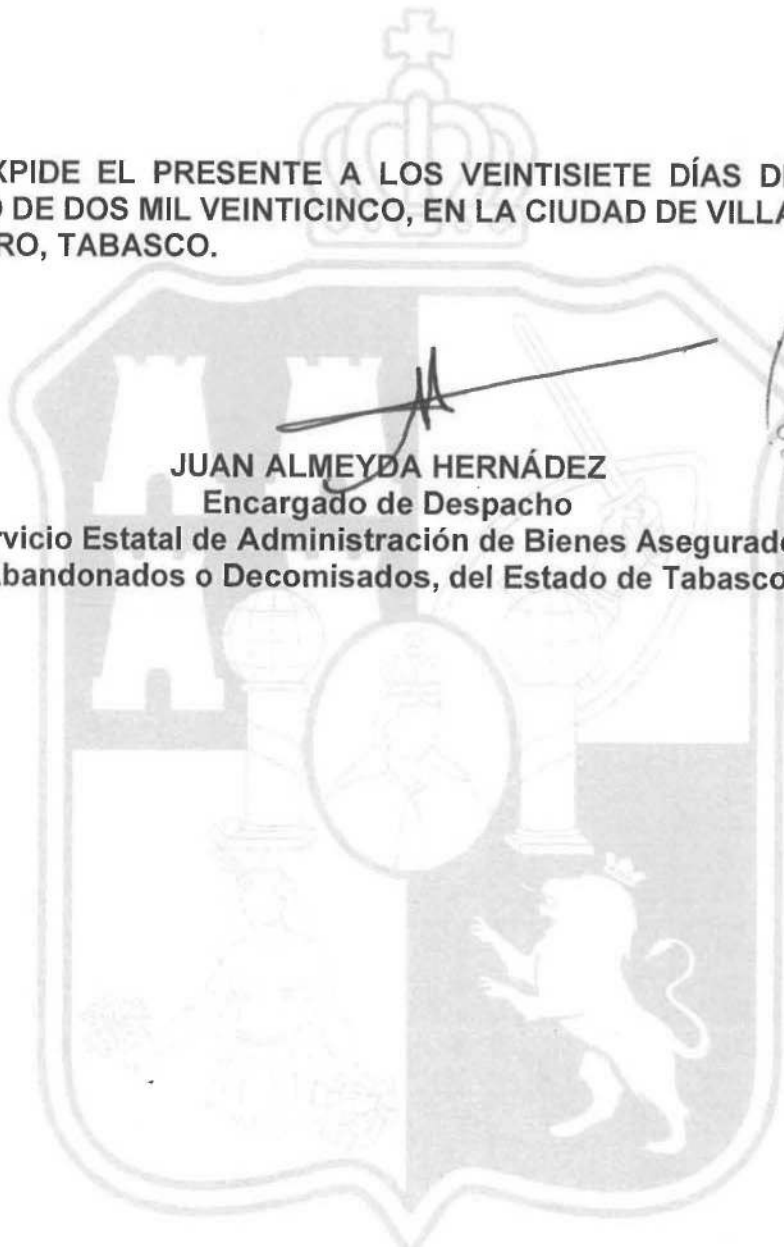 XPIDE EL PRESENTE A LOS VEINTISIETE DÍAS D
O DE DOS MIL VEINTICINCO, EN LA CIUDAD DE VILLA
RO, TABASCO.
JUAN ALMEYDA HERNÁDEZ
Encargado de Despacho
rvicio Estatal de Administración de Bienes Asegurad
bandonados o Decomisados, del Estado de Tabasco